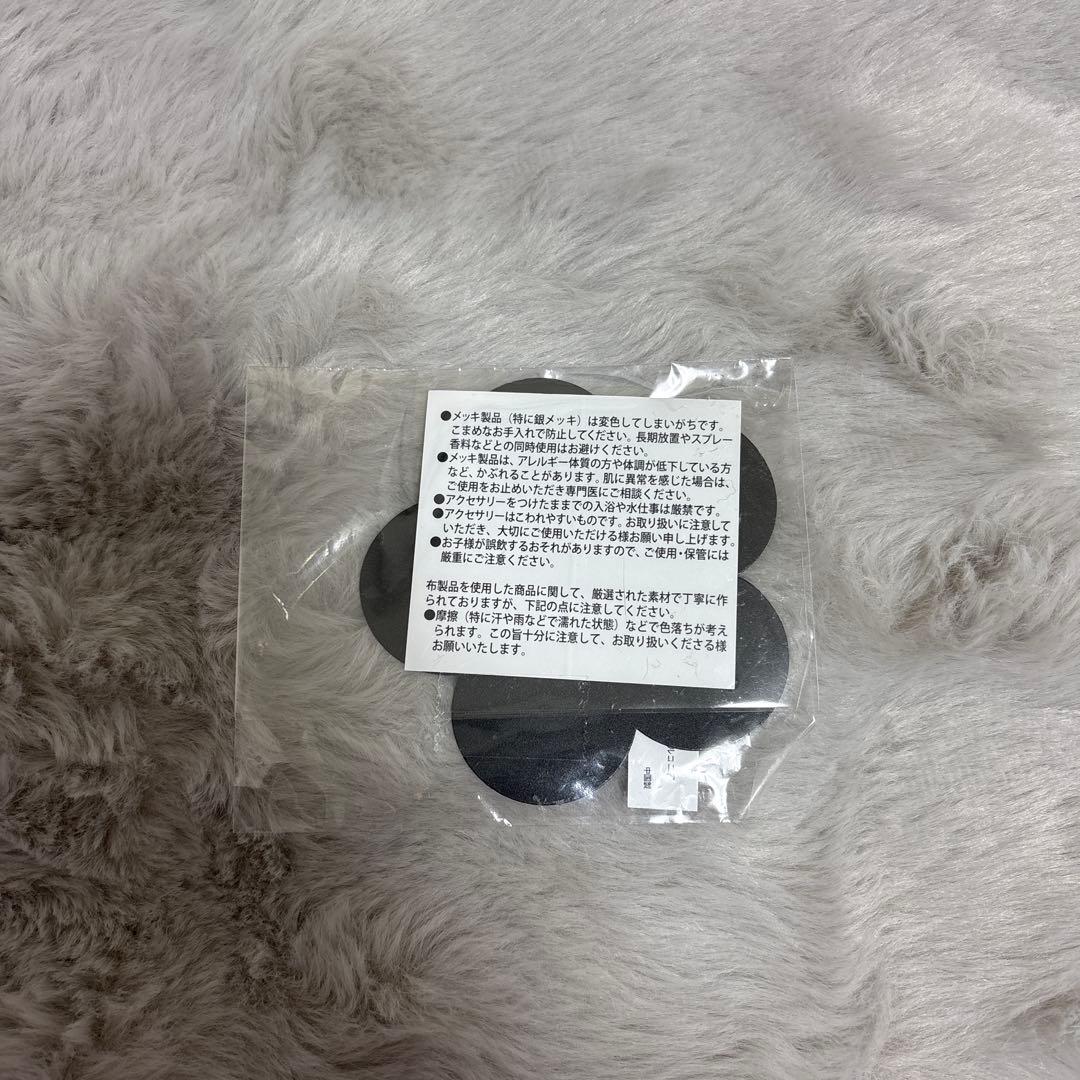 ●メッキ製品（特に銀メッキ）は変色してしまいがちです。
こまめなお手入れで防止してください。長期放置やスプレー
香料などとの同時使用はお避けください。
●メッキ製品は、アレルギー体質の方や体調が低下している方
など、かぶれることがあります。肌に異常を感じた場合は、
ご使用をお止めいただき専門医にご相談ください。
●アクセサリーをつけたままでの入浴や水仕事は厳禁です。
●アクセサリーはこわれやすいものです。お取り扱いに注意して
いただき、大切にご使用いただける様お願い申し上げます。
●お子様が誤飲するおそれがありますので、ご使用・保管には
厳重にご注意ください。
布製品を使用した商品に関して、厳選された素材で丁寧に作
られておりますが、下記の点に注意してください。
●摩擦（特に汗や雨などで濡れた状態）などで色落ちが考え
られます。この旨十分に注意して、お取り扱いくださる様
お願いいたします。
中国製